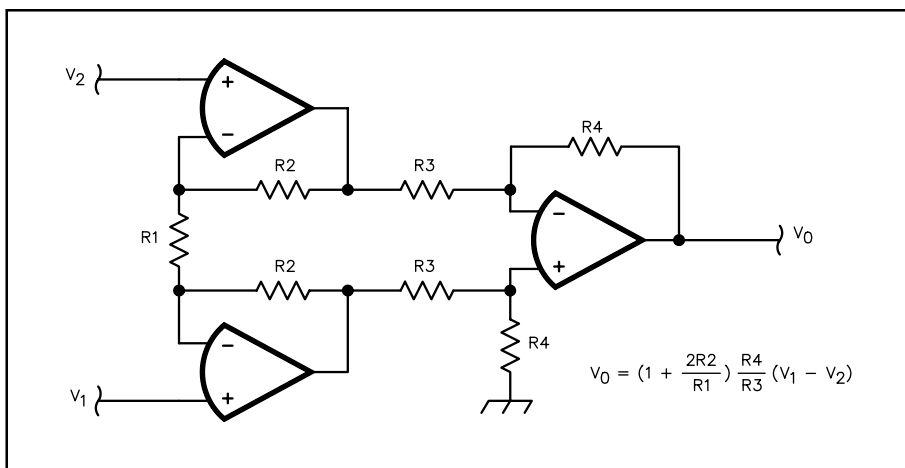 V2
+
−
R4
R2
R3
−
R1
V0
R2
R3
+
−
R4
V0 = (1 + 2R2/R1) R4/R3 (V1 − V2)
V1
+